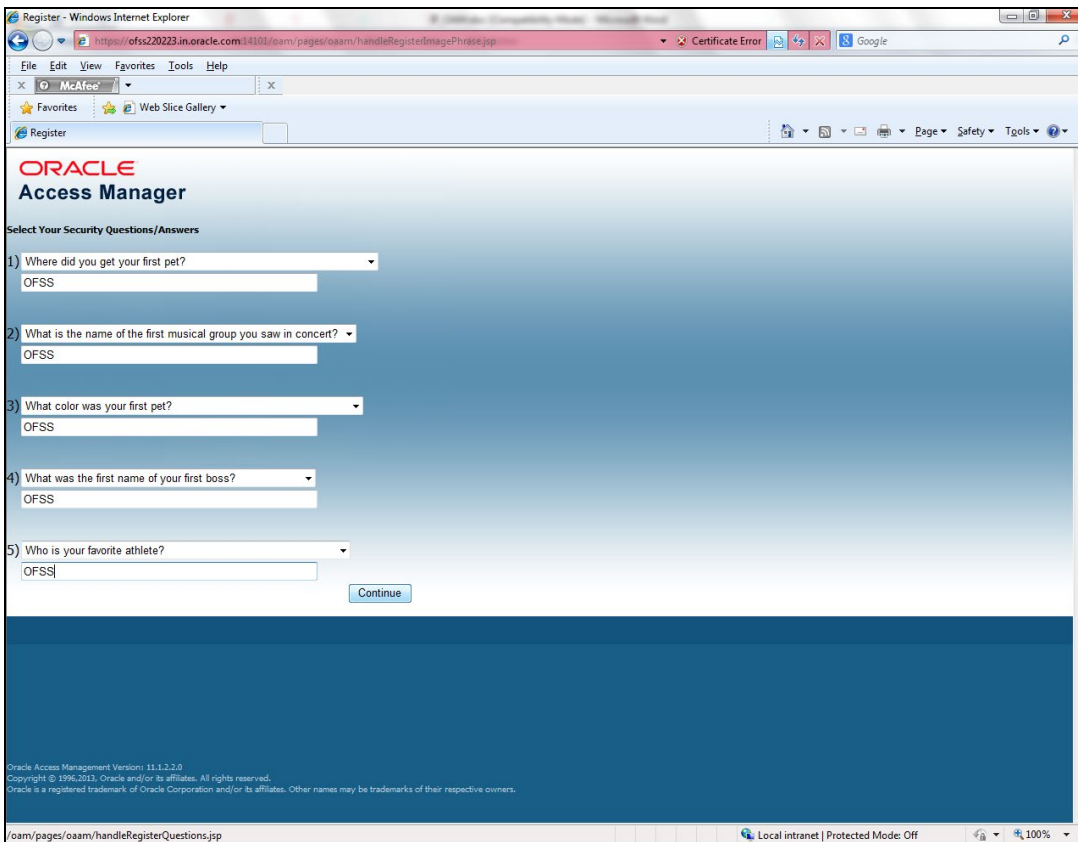 Register - Windows Internet Explorer
https://ofss220223.in.oracle.com:14101/oam/pages/oaam/handleRegisterImagePhrase.jsp
Certificate Error
Google
File Edit View Favorites Tools Help
x McAfee x
Favorites Web Slice Gallery
Register
Page Safety Tools
ORACLE
Access Manager
Select Your Security Questions/Answers
1) Where did you get your first pet?
OFSS
2) What is the name of the first musical group you saw in concert?
OFSS
3) What color was your first pet?
OFSS
4) What was the first name of your first boss?
OFSS
5) Who is your favorite athlete?
OFSS
Continue
Oracle Access Management Version: 11.1.2.2.0
Copyright © 1996,2013, Oracle and/or its affiliates. All rights reserved.
Oracle is a registered trademark of Oracle Corporation and/or its affiliates. Other names may be trademarks of their respective owners.
/oam/pages/oaam/handleRegisterQuestions.jsp
Local intranet | Protected Mode: Off
100%